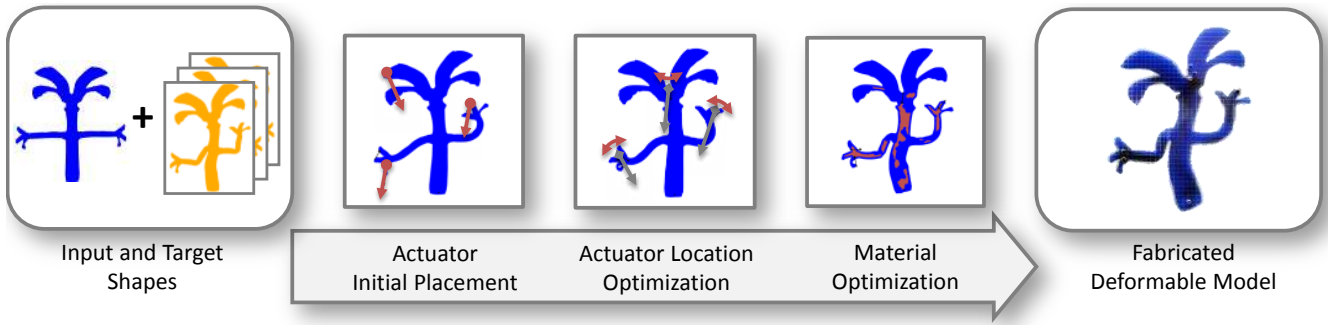 +
Input and Target
Shapes
Actuator
Initial Placement
Actuator Location
Optimization
Material
Optimization
Fabricated
Deformable Model